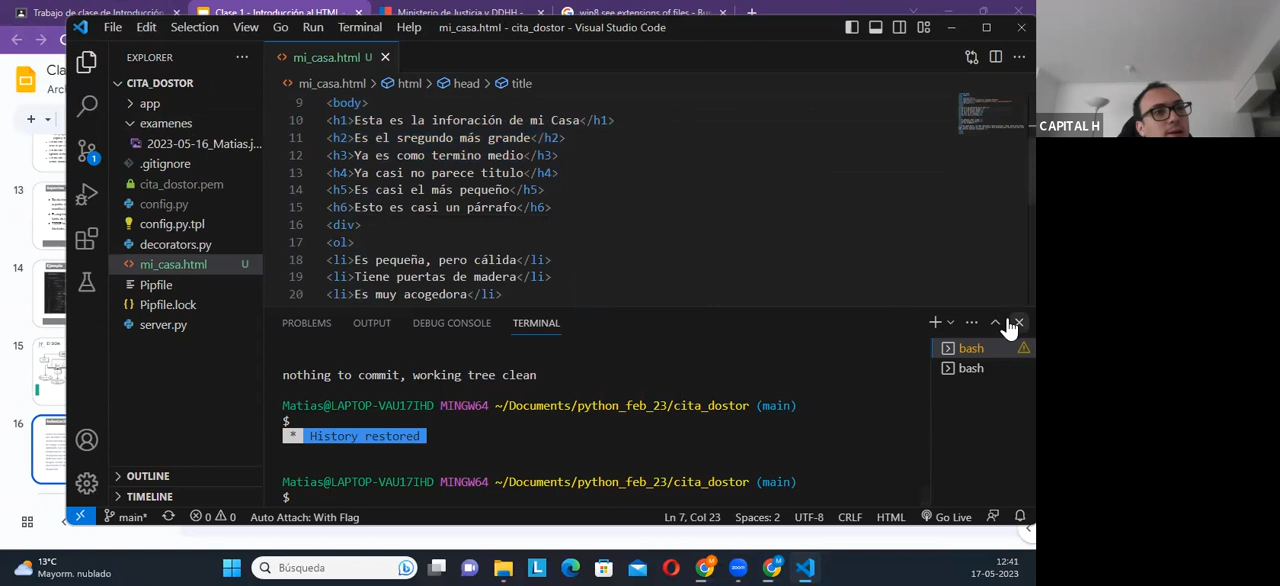 Trabajo de clase de Introducción
Clase 1 - Introducción al HTML
Ministerio de Justicia y DDHH -
win8 see extensions of files - Bu
File Edit Selection View Go Run Terminal Help mi_casa.html - cita_dostor - Visual Studio Code
EXPLORER
mi_casa.html U
CITA_DOSTOR
mi_casa.html > html > head > title
app
examenes
2023-05-16_Matias.j...
.gitignore
cita_dostor.pem
config.py
config.py.tpl
decorators.py
mi_casa.html U
Pipfile
Pipfile.lock
server.py
OUTLINE
TIMELINE
9 <body>
10 <h1>Esta es la inforación de mi Casa</h1>
11 <h2>Es el sregundo más grande</h2>
12 <h3>Ya es como termino medio</h3>
13 <h4>Ya casi no parece titulo</h4>
14 <h5>Es casi el más pequeño</h5>
15 <h6>Esto es casi un párrafo</h6>
16 <div>
17 <ol>
18 <li>Es pequeña, pero cálida</li>
19 <li>Tiene puertas de madera</li>
20 <li>Es muy acogedora</li>
PROBLEMS OUTPUT DEBUG CONSOLE TERMINAL
bash
bash
nothing to commit, working tree clean
Matias@LAPTOP-VAU17IHD MINGW64 ~/Documents/python_feb_23/cita_dostor (main)
$
* History restored
Matias@LAPTOP-VAU17IHD MINGW64 ~/Documents/python_feb_23/cita_dostor (main)
$
main* 0 0 Auto Attach: With Flag Ln 7, Col 23 Spaces: 2 UTF-8 CRLF HTML Go Live
13
14
15
16
1
CAPITAL H
13°C
Mayorm. nublado
Búsqueda
12:41
17-05-2023